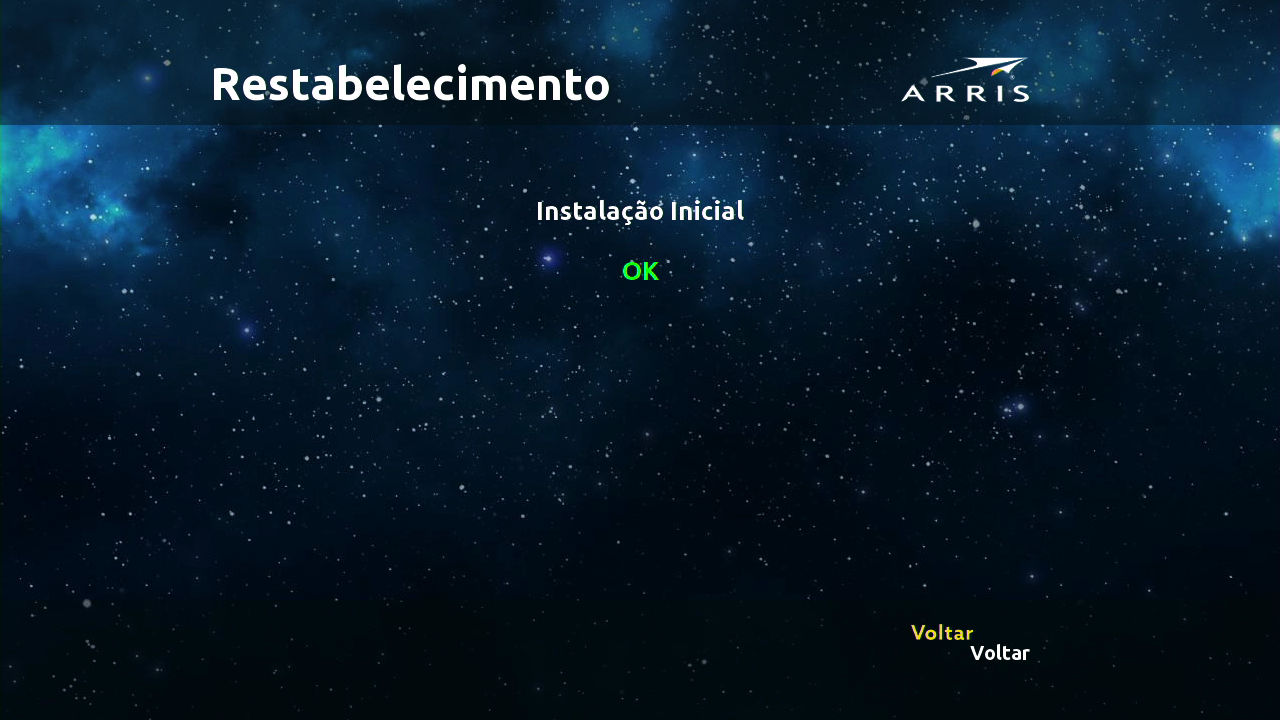 Restabelecimento
ARRIS
Instalação Inicial
OK
Voltar
Voltar